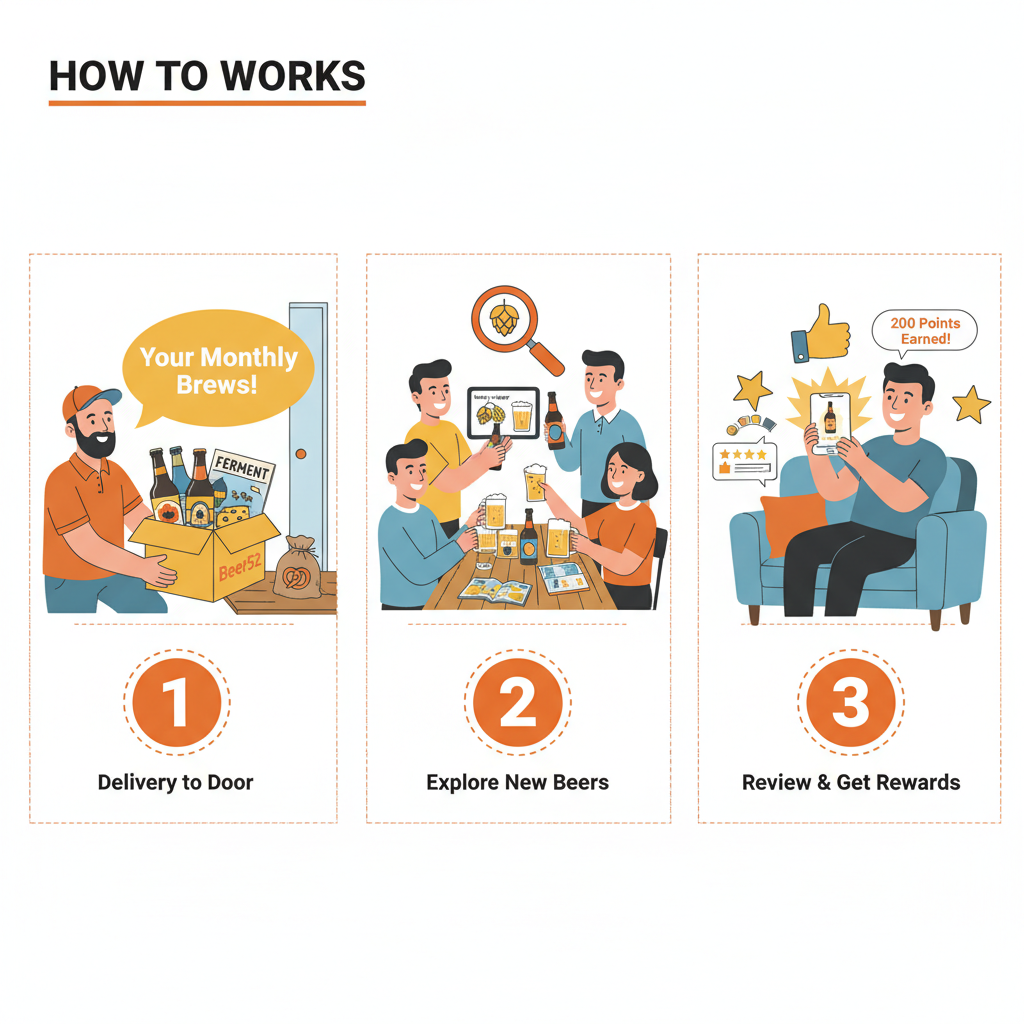 HOW TO WORKS
Your Monthly
Brews!
FERMENT
Beer52
200 Points
Earned!
1
2
3
Delivery to Door
Explore New Beers
Review & Get Rewards